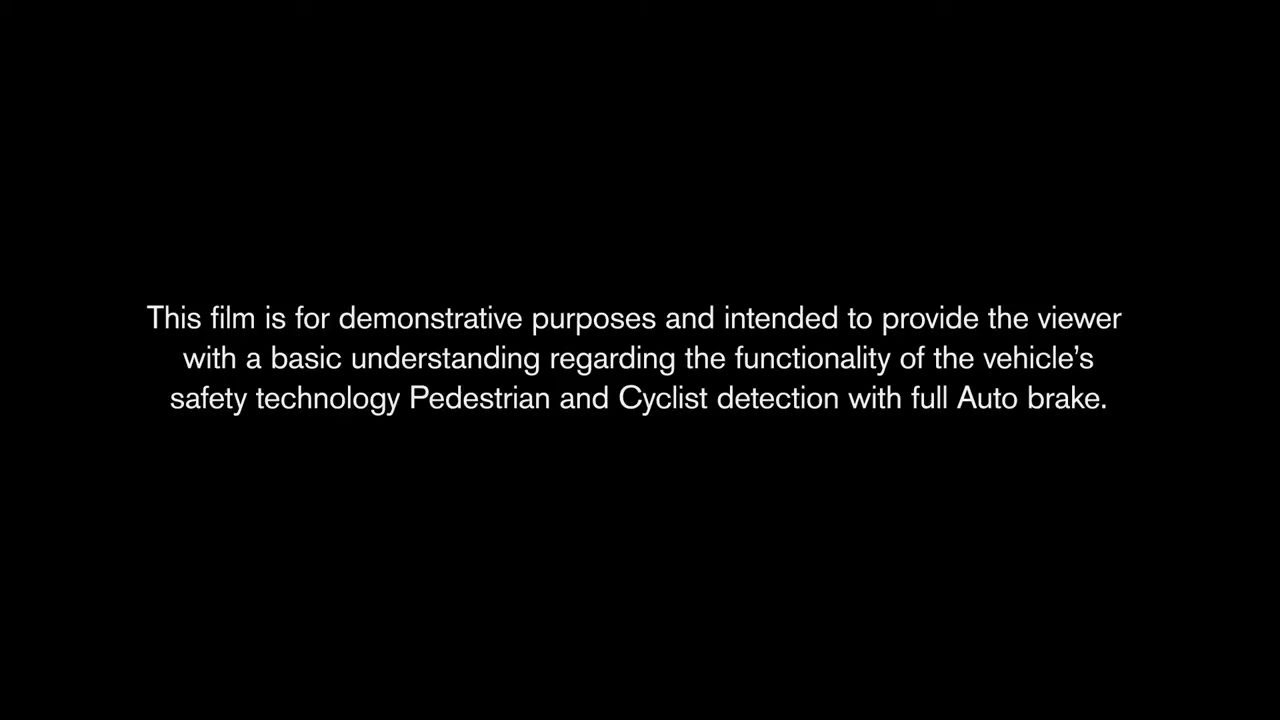 This film is for demonstrative purposes and intended to provide the viewer
with a basic understanding regarding the functionality of the vehicle’s
safety technology Pedestrian and Cyclist detection with full Auto brake.